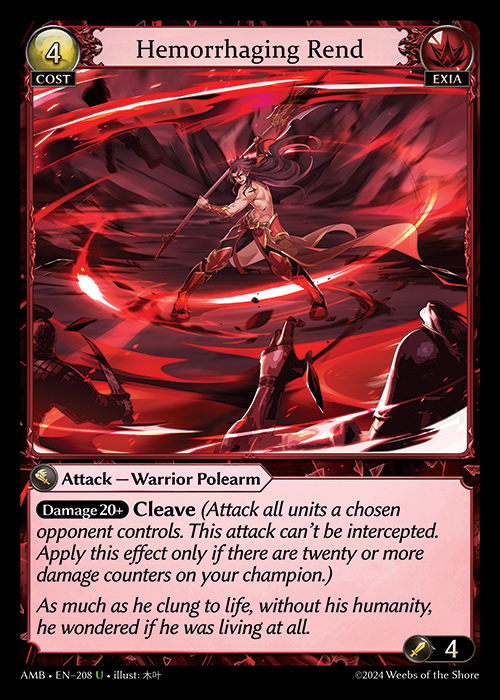 4
COST
Hemorrhaging Rend
EXIA
Attack — Warrior Polearm
Damage 20+ Cleave (Attack all units a chosen
opponent controls. This attack can't be intercepted.
Apply this effect only if there are twenty or more
damage counters on your champion.)
As much as he clung to life, without his humanity,
he wondered if he was living at all.
4
AMB • EN–208 U • illust: 木叶
©2024 Weebs of the Shore